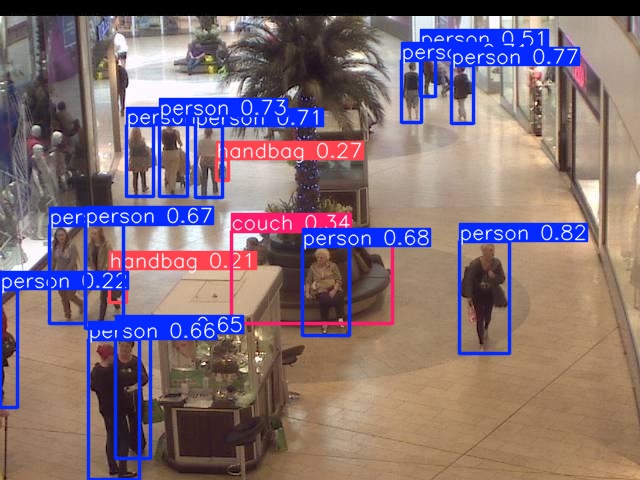 person 0.51
person 0.77
person 0.73
person 0.71
handbag 0.27
person 0.67
couch 0.34
person 0.68
person 0.82
handbag 0.21
person 0.22
person 0.66